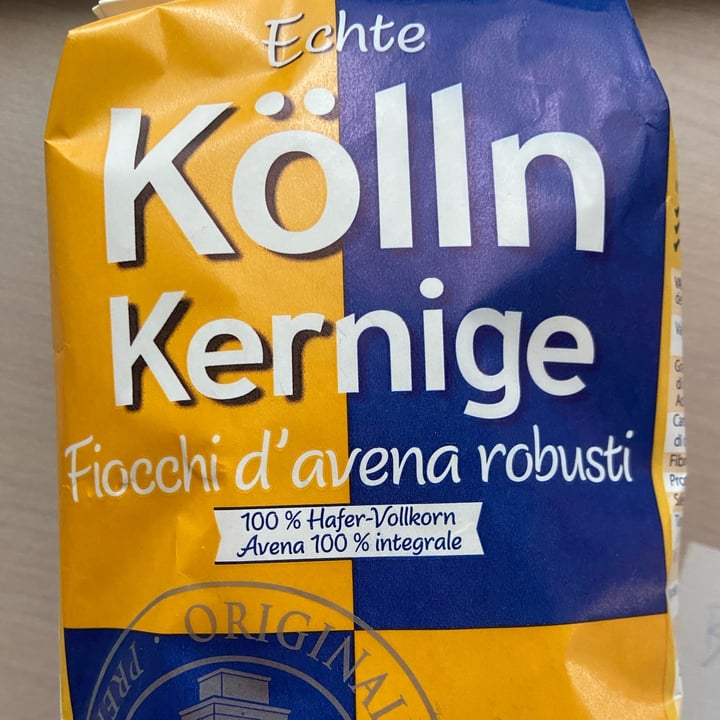 Echte
Kölln
Kernige
Fiocchi d'avena robusti
100 % Hafer-Vollkorn
Avena 100 % integrale
ORIGINAL